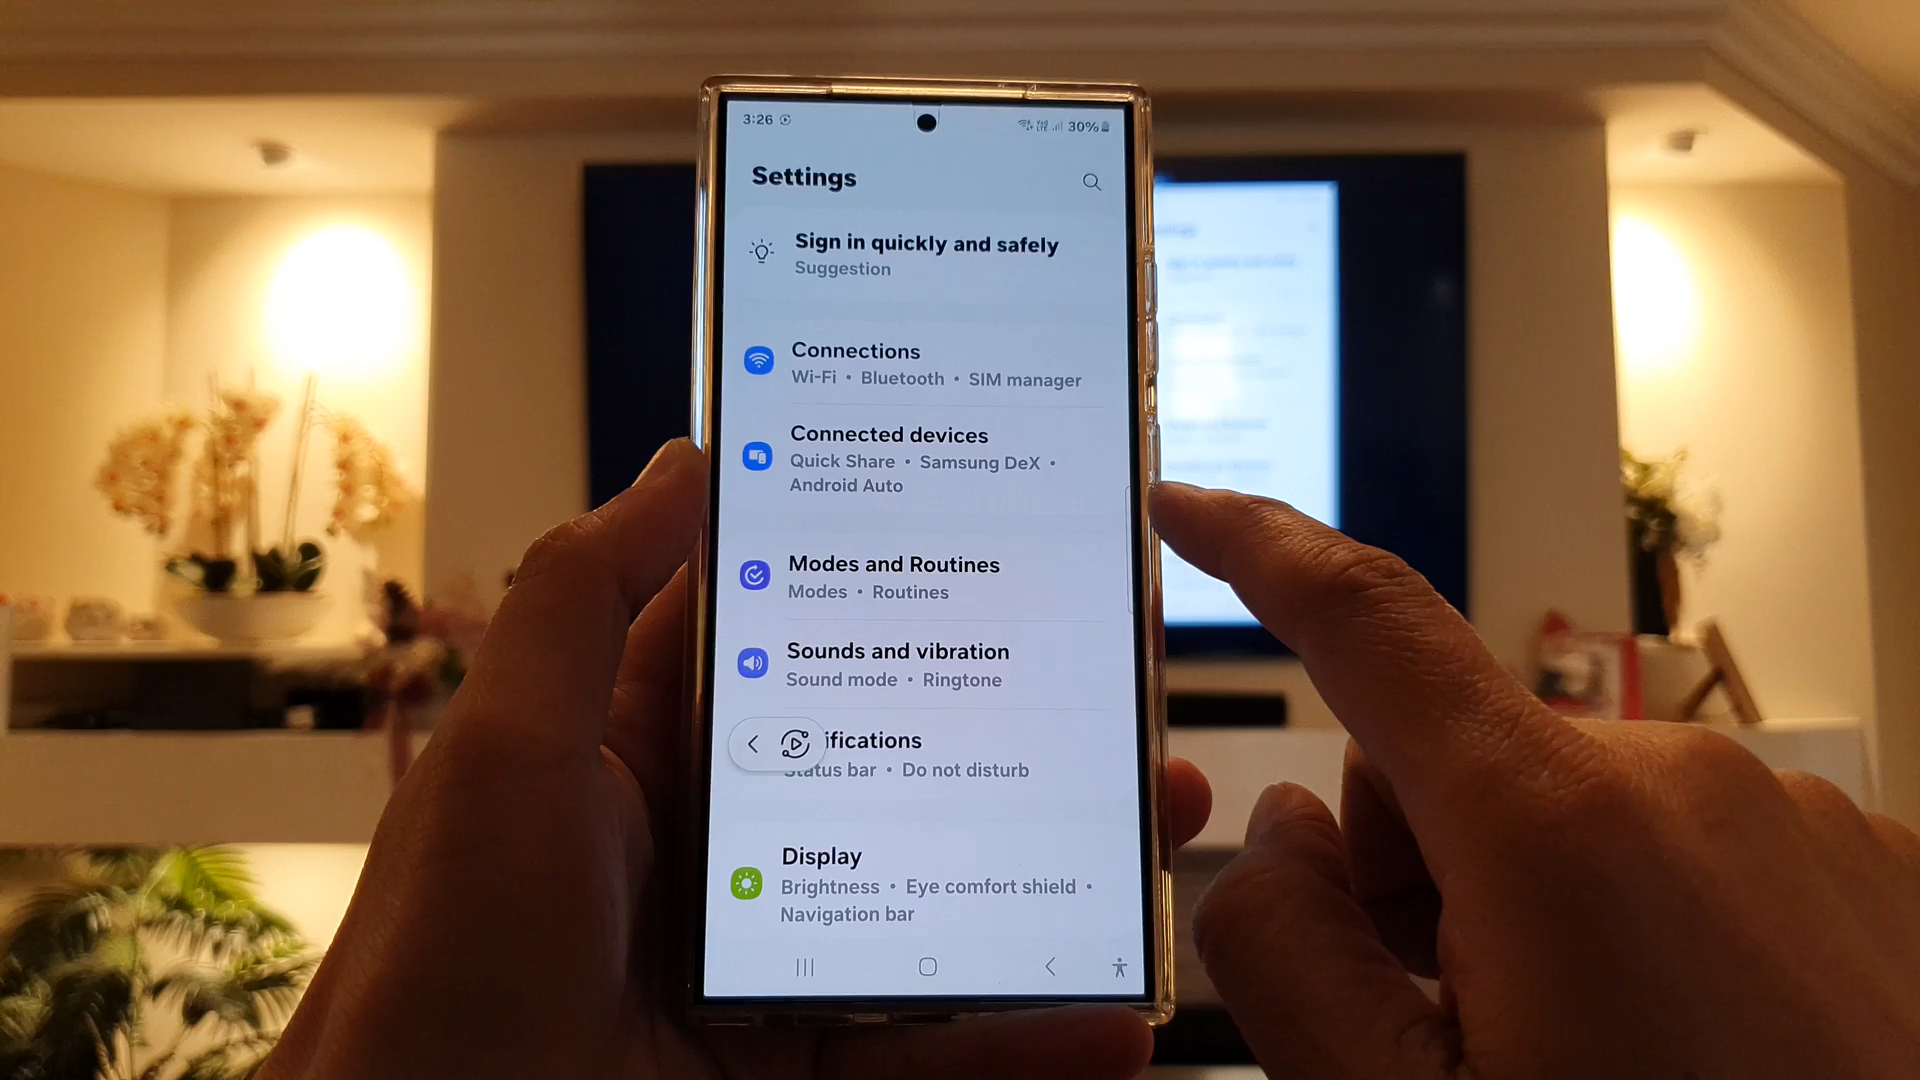 3:26
30%
Settings
Sign in quickly and safely
Suggestion
Connections
Wi-Fi • Bluetooth • SIM manager
Connected devices
Quick Share • Samsung DeX •
Android Auto
Modes and Routines
Modes • Routines
Sounds and vibration
Sound mode • Ringtone
ifications
Status bar • Do not disturb
Display
Brightness • Eye comfort shield •
Navigation bar